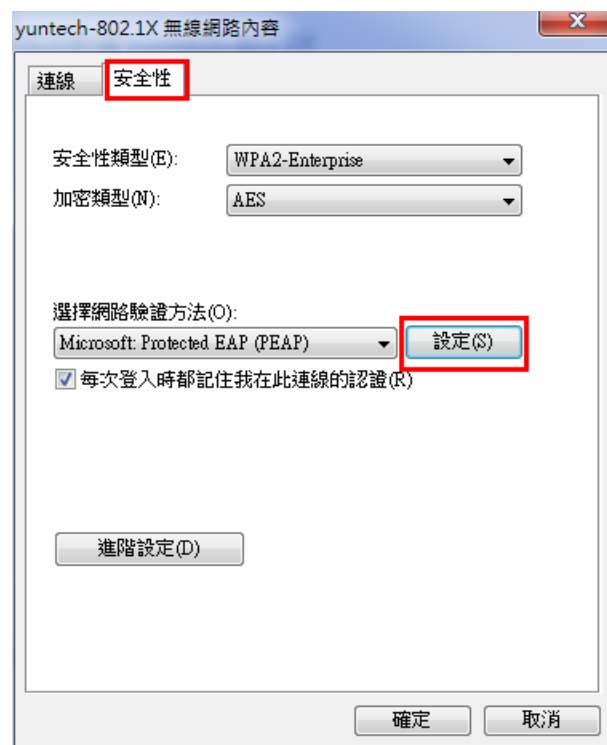 yuntech-802.1X 無線網路內容
連線 安全性
安全性類型(E): WPA2-Enterprise
加密類型(N): AES
選擇網路驗證方法(O):
Microsoft: Protected EAP (PEAP) 設定(S)
每次登入時都記住我在此連線的認證(R)
進階設定(D)
確定 取消